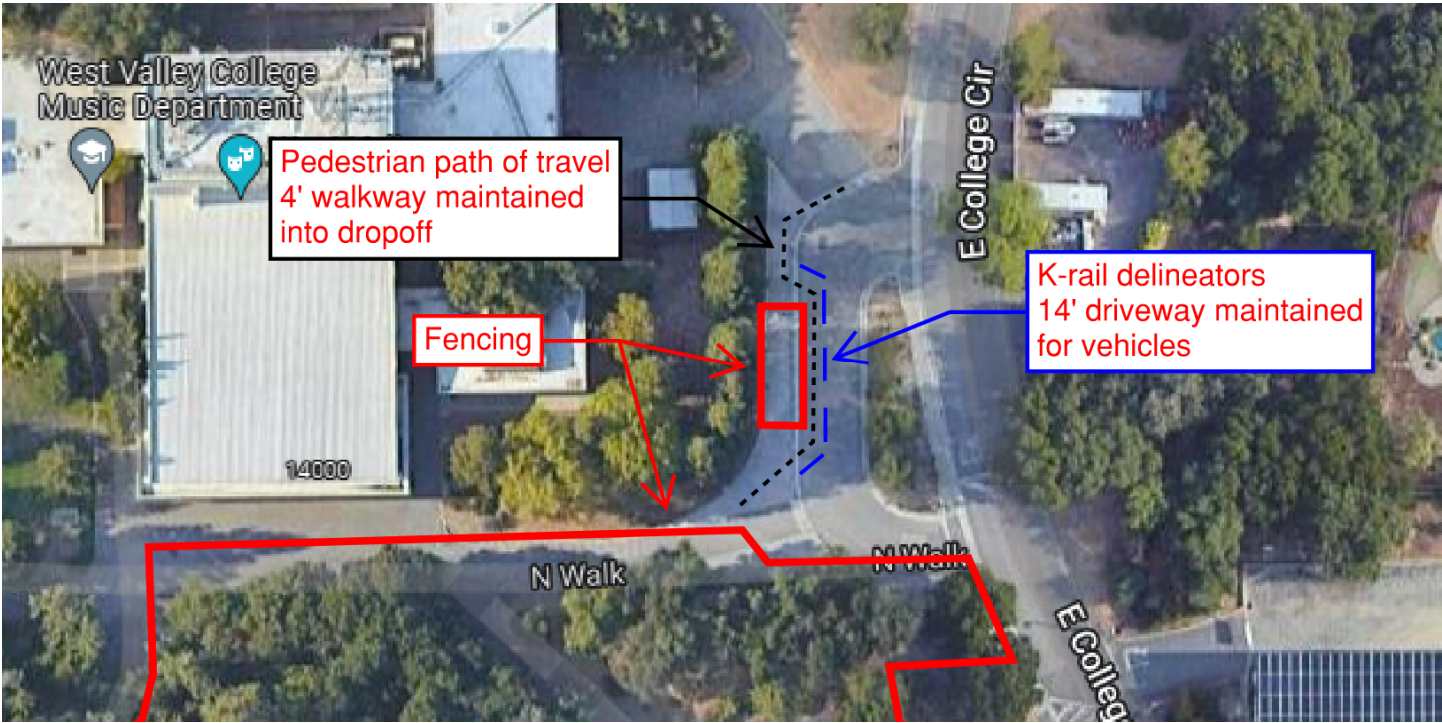 West Valley College
Music Department
Pedestrian path of travel
4' walkway maintained
into dropoff
E College Cir
K-rail delineators
14' driveway maintained
for vehicles
Fencing
14000
N Walk
N Walk
E Colleg